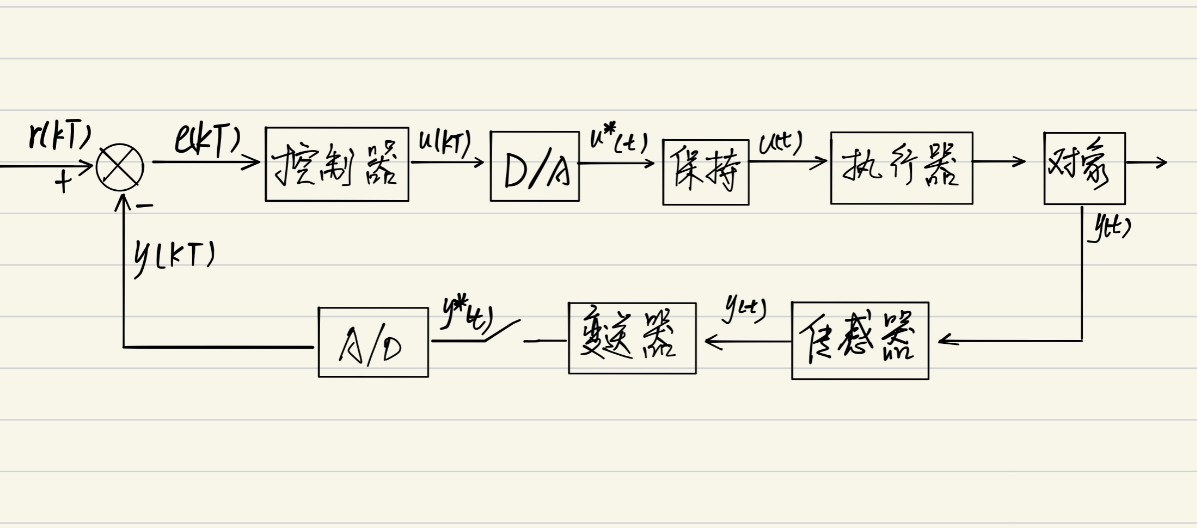 r(kT) e(kT) 控制器 u(kT) D/A u*(t) 保持 u(t) 执行器 对象
+
-
y(kT) y(t)
A/D y*(t) 变送器 y(t) 传感器